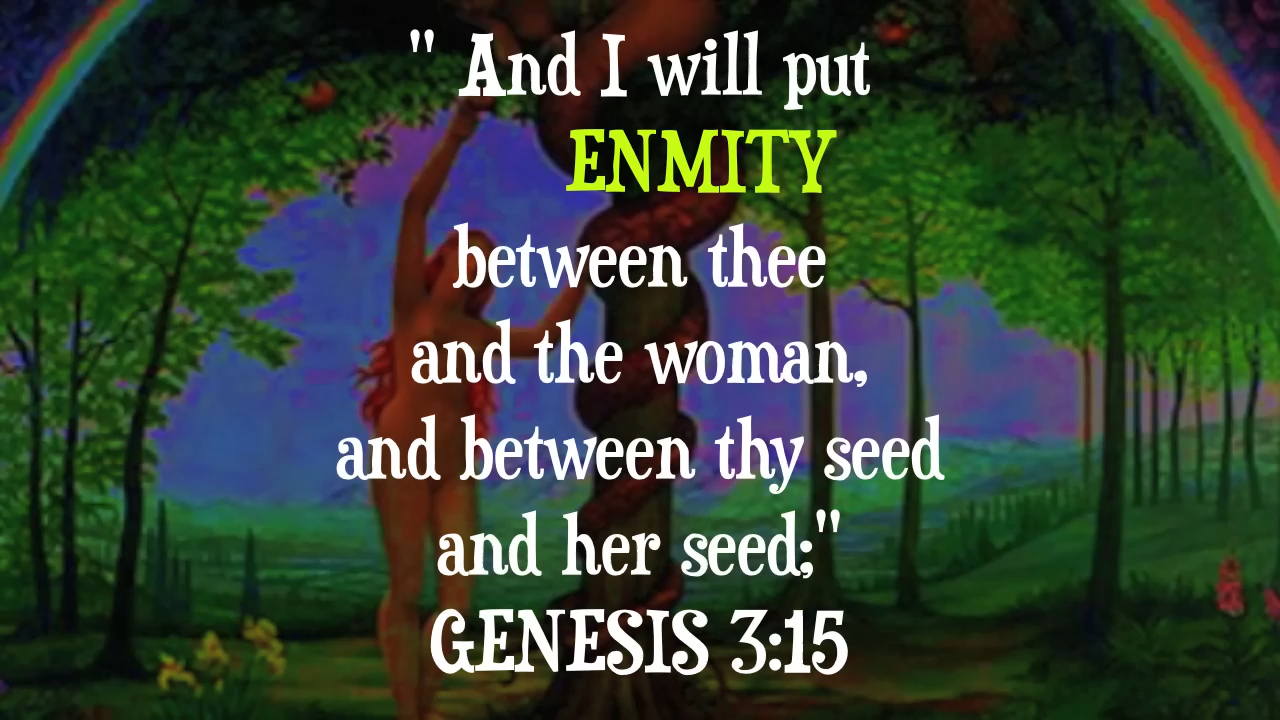 " And I will put
ENMITY
between thee
and the woman,
and between thy seed
and her seed;"
GENESIS 3:15